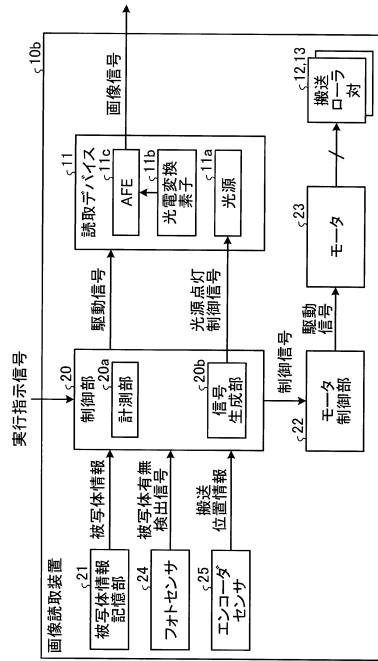 画像読取装置
10b
実行指示信号
画像信号
被写体情報
記憶部
21
被写体情報
フォトセンサ
24
被写体有無
検出信号
エンコーダ
センサ
25
搬送
位置情報
制御部
20
計測部
20a
信号
生成部
20b
駆動信号
光源点灯
制御信号
読取デバイス
11
AFE
11c
光電変換
素子
11b
光源
11a
制御信号
モータ
制御部
22
駆動
信号
モータ
23
搬送
ローラ
対
12,13